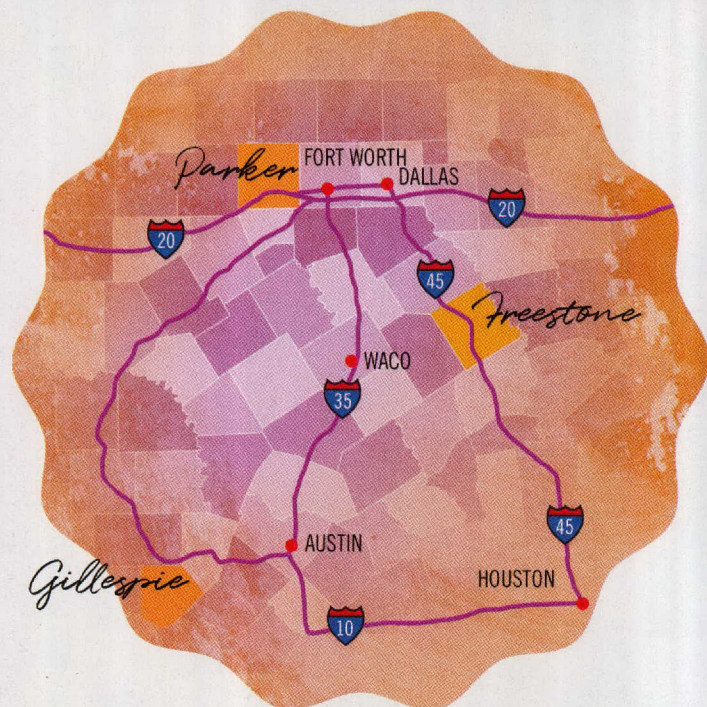 Parker
FORT WORTH
DALLAS
20
20
45
Freestone
WACO
35
45
AUSTIN
Gillespie
HOUSTON
10